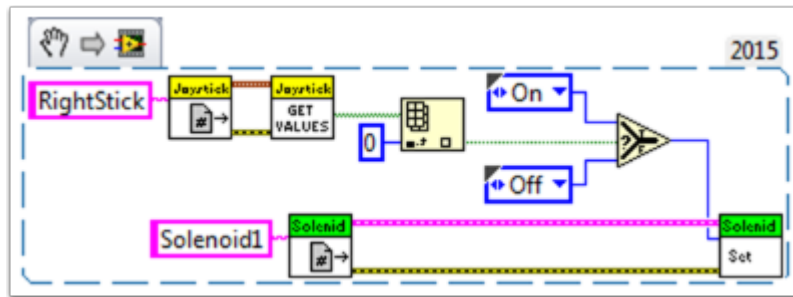 2015
RightStick
Joystick
#
Joystick
GET
VALUES
0
On
?
T
F
Off
Solenoid1
Solenid
#
Solenid
Set